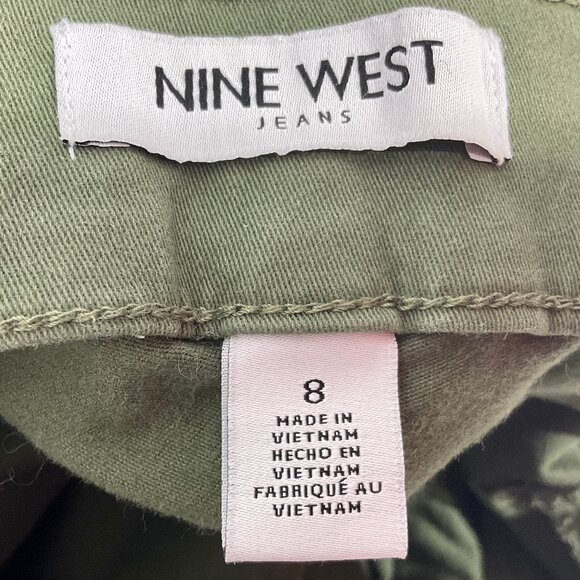 NINE WEST
JEANS
8
MADE IN
VIETNAM
HECHO EN
VIETNAM
FABRIQUÉ AU
VIETNAM